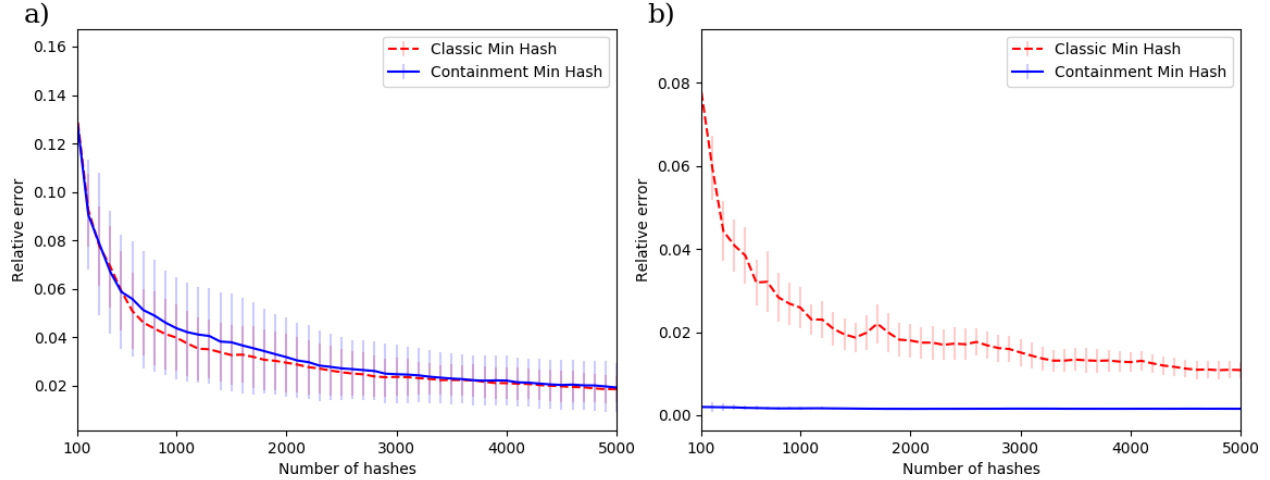 a)
Relative error
0.16
0.14
0.12
0.10
0.08
0.06
0.04
0.02
Classic Min Hash
Containment Min Hash
100
1000
2000
3000
4000
5000
Number of hashes
b)
Relative error
0.08
0.06
0.04
0.02
0.00
Classic Min Hash
Containment Min Hash
100
1000
2000
3000
4000
5000
Number of hashes